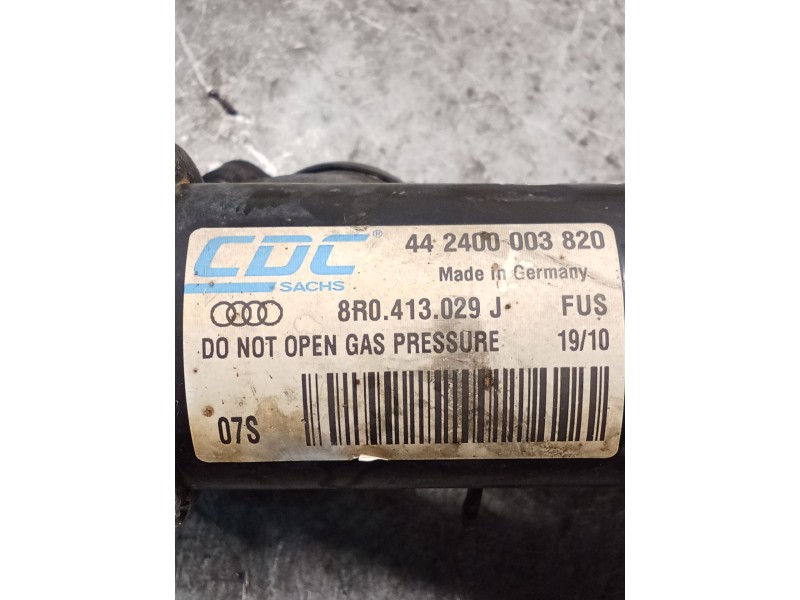 CDC® 44 2400 003 820
SACHS Made in Germany
8R0.413.029 J FUS
DO NOT OPEN GAS PRESSURE 19/10
07S